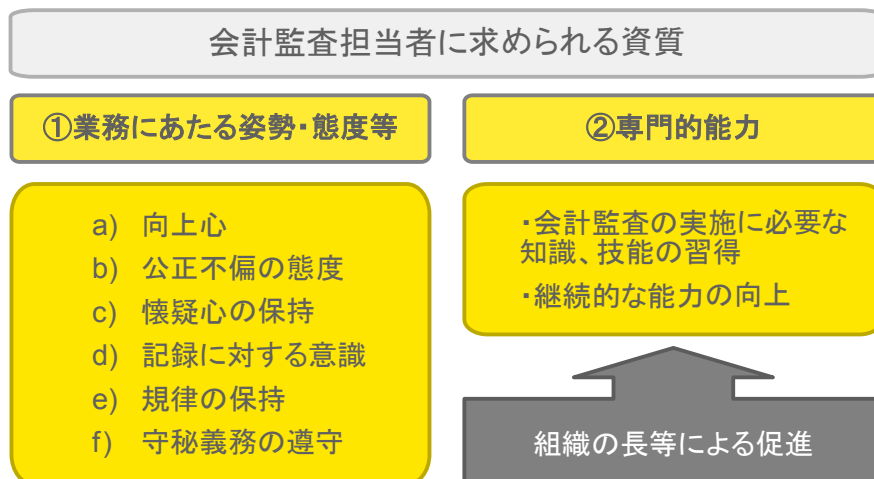 会計監査担当者に求められる資質
①業務にあたる姿勢・態度等
a) 向上心
b) 公正不偏の態度
c) 懐疑心の保持
d) 記録に対する意識
e) 規律の保持
f) 守秘義務の遵守
②専門的能力
・会計監査の実施に必要な
知識、技能の習得
・継続的な能力の向上
組織の長等による促進